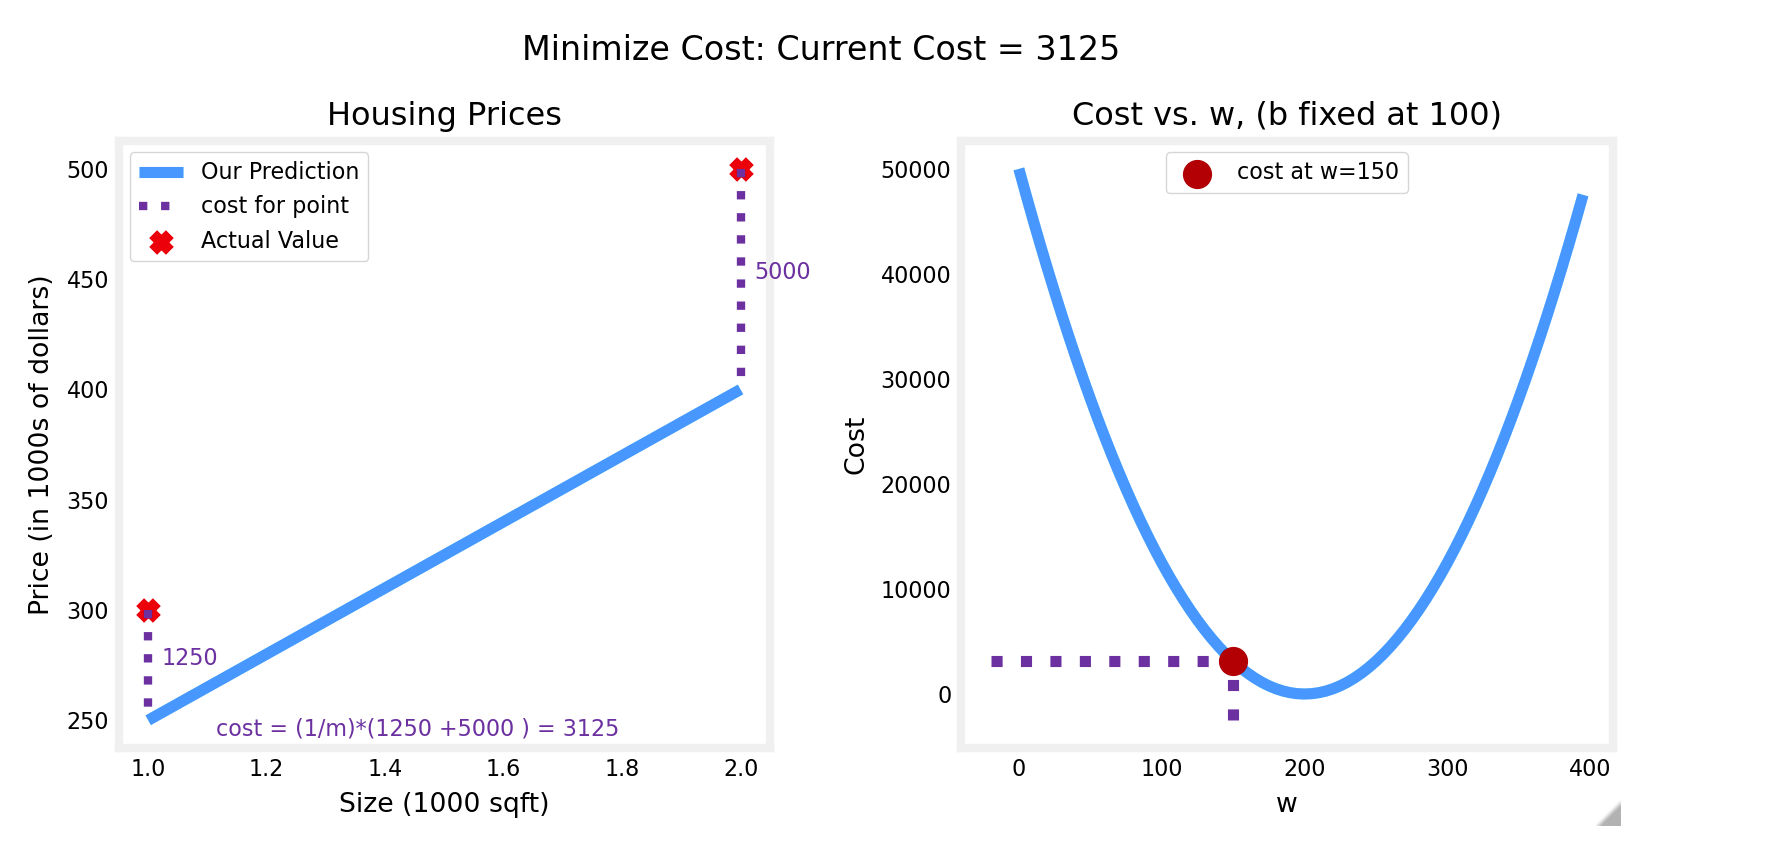 Minimize Cost: Current Cost = 3125
Housing Prices
Our Prediction
cost for point
Actual Value
500
450
400
350
300
250
Price (in 1000s of dollars)
5000
1250
cost = (1/m)*(1250 +5000 ) = 3125
1.0 1.2 1.4 1.6 1.8 2.0
Size (1000 sqft)
Cost vs. w, (b fixed at 100)
cost at w=150
50000
40000
30000
20000
10000
0
Cost
0 100 200 300 400
w